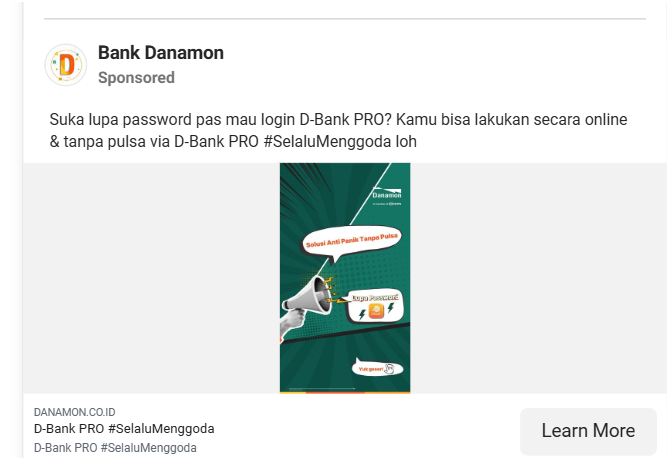 Bank Danamon
Sponsored
Suka lupa password pas mau login D-Bank PRO? Kamu bisa lakukan secara online
& tanpa pulsa via D-Bank PRO #SelaluMenggoda loh
Danamon
Solusi Anti Panik Tanpa Pulsa
Lupa Password
Yuk geser!
DANAMON.CO.ID
D-Bank PRO #SelaluMenggoda
D-Bank PRO #SelaluMenggoda
Learn More